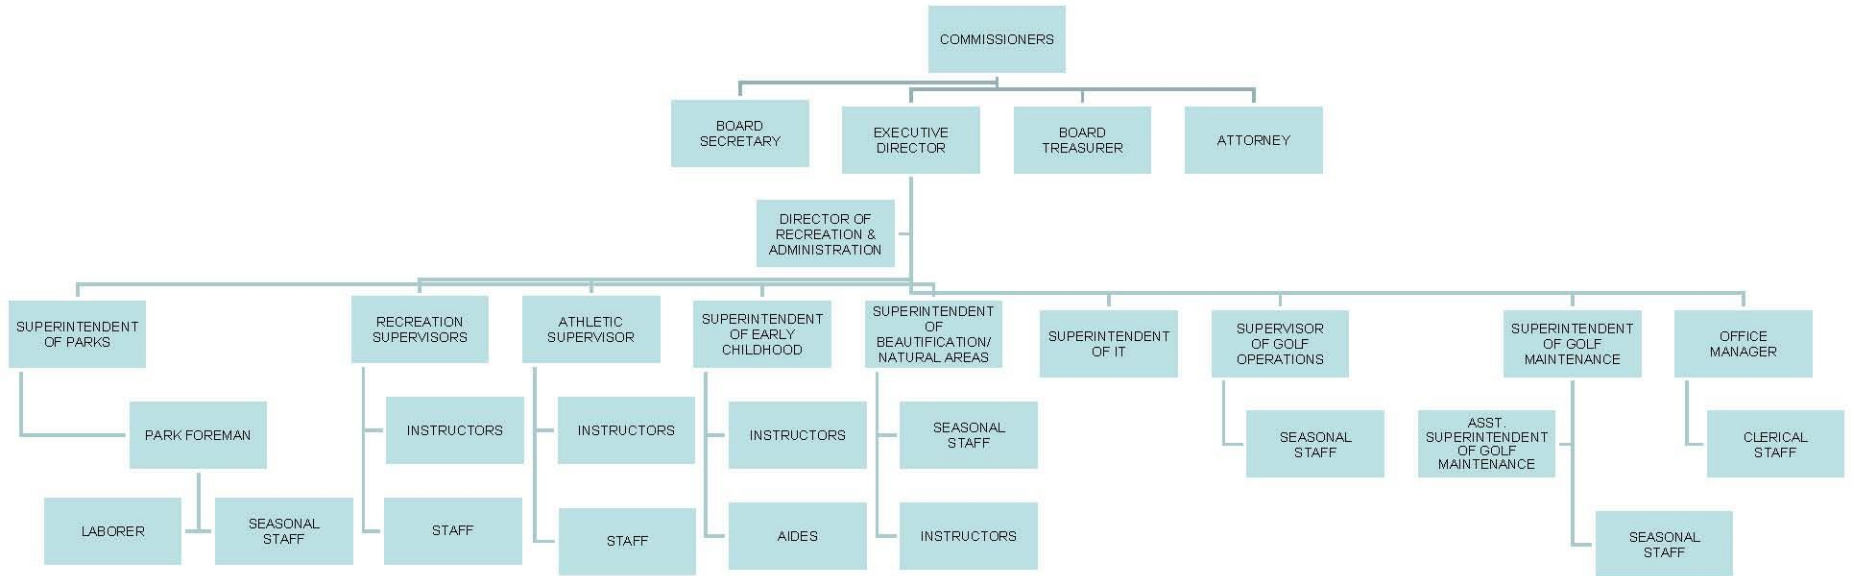 COMMISSIONERS
BOARD
SECRETARY
EXECUTIVE
DIRECTOR
BOARD
TREASURER
ATTORNEY
DIRECTOR OF
RECREATION &
ADMINISTRATION
SUPERINTENDENT
OF PARKS
RECREATION
SUPERVISORS
ATHLETIC
SUPERVISOR
SUPERINTENDENT
OF EARLY
CHILDHOOD
SUPERINTENDENT
OF
BEAUTIFICATION/
NATURAL AREAS
SUPERINTENDENT
OF IT
SUPERVISOR
OF GOLF
OPERATIONS
SUPERINTENDENT
OF GOLF
MAINTENANCE
OFFICE
MANAGER
PARK FOREMAN
INSTRUCTORS
INSTRUCTORS
INSTRUCTORS
SEASONAL
STAFF
SEASONAL
STAFF
ASST.
SUPERINTENDENT
OF GOLF
MAINTENANCE
CLERICAL
STAFF
LABORER
SEASONAL
STAFF
STAFF
STAFF
AIDES
INSTRUCTORS
SEASONAL
STAFF